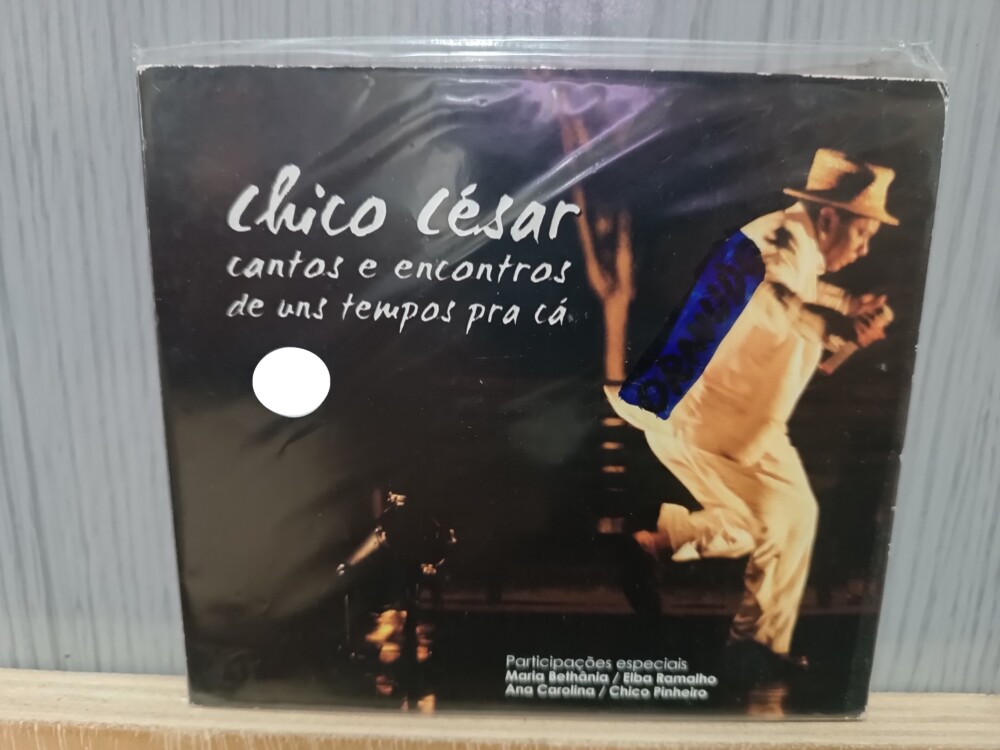 chico césar
cantos e encontros
de uns tempos pra cá
Participações especiais
Maria Bethânia / Elba Ramalho
Ana Carolina / Chico Pinheiro